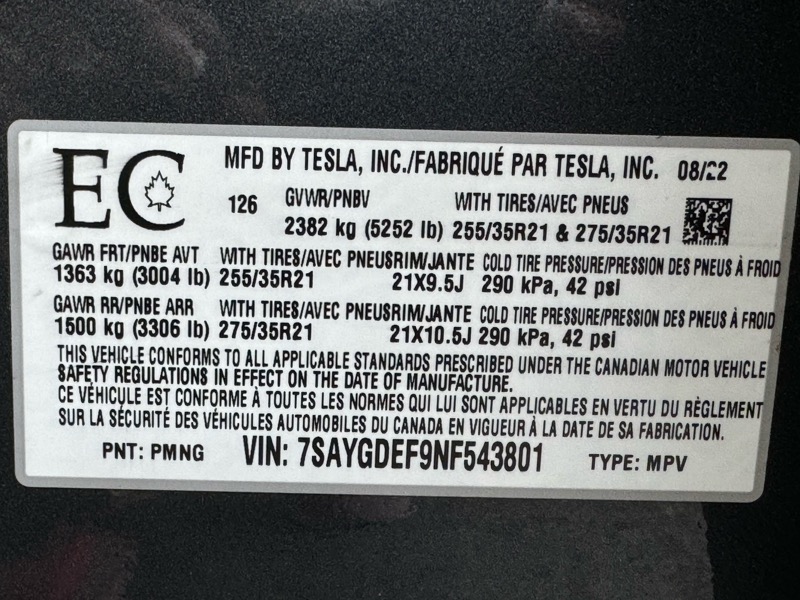 EC
MFD BY TESLA, INC./FABRIQUÉ PAR TESLA, INC. 08/22
126 GVWR/PNBV WITH TIRES/AVEC PNEUS
2382 kg (5252 lb) 255/35R21 & 275/35R21
GAWR FRT/PNBE AVT WITH TIRES/AVEC PNEUS RIM/JANTE COLD TIRE PRESSURE/PRESSION DES PNEUS À FROID
1363 kg (3004 lb) 255/35R21 21X9.5J 290 kPa, 42 psi
GAWR RR/PNBE ARR WITH TIRES/AVEC PNEUS RIM/JANTE COLD TIRE PRESSURE/PRESSION DES PNEUS À FROID
1500 kg (3306 lb) 275/35R21 21X10.5J 290 kPa, 42 psi
THIS VEHICLE CONFORMS TO ALL APPLICABLE STANDARDS PRESCRIBED UNDER THE CANADIAN MOTOR VEHICLE
SAFETY REGULATIONS IN EFFECT ON THE DATE OF MANUFACTURE.
CE VÉHICULE EST CONFORME À TOUTES LES NORMES QUI LUI SONT APPLICABLES EN VERTU DU RÈGLEMENT
SUR LA SÉCURITÉ DES VÉHICULES AUTOMOBILES DU CANADA EN VIGUEUR À LA DATE DE SA FABRICATION.
PNT: PMNG VIN: 7SAYGDEF9NF543801 TYPE: MPV